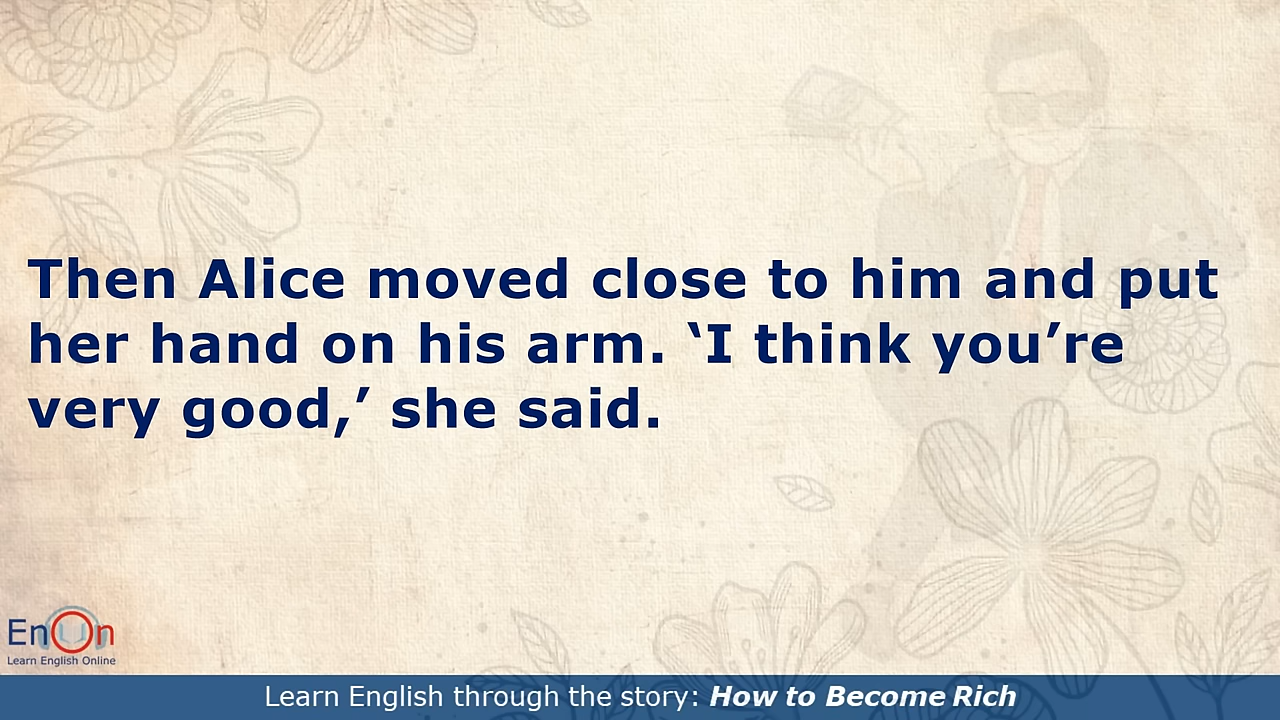 Then Alice moved close to him and put
her hand on his arm. ‘I think you’re
very good,’ she said.
EnOn
Learn English Online
Learn English through the story: How to Become Rich